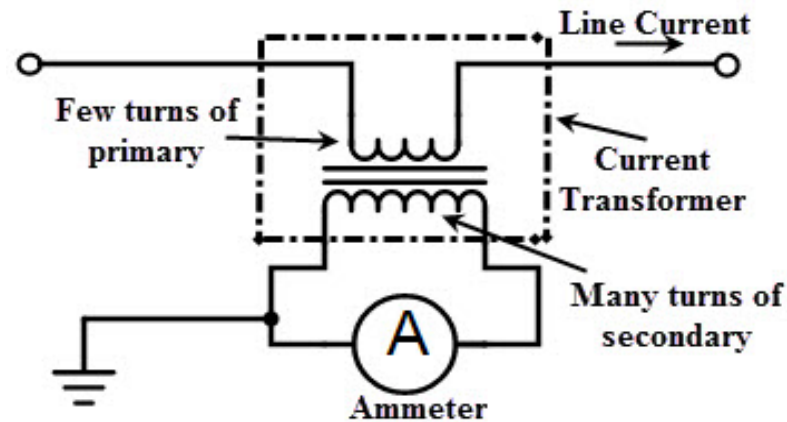 Line Current
Few turns of
primary
Current
Transformer
Many turns of
secondary
A
Ammeter